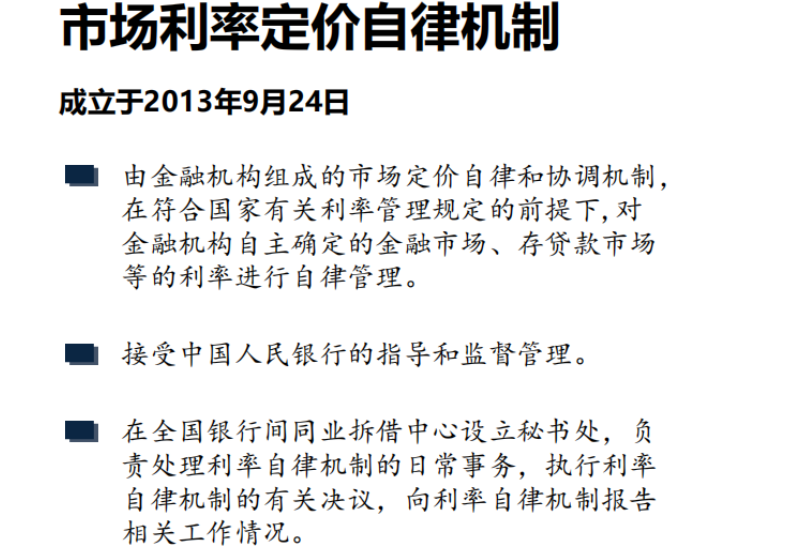 市场利率定价自律机制
成立于2013年9月24日
由金融机构组成的市场定价自律和协调机制，
在符合国家有关利率管理规定的前提下,对
金融机构自主确定的金融市场、存贷款市场
等的利率进行自律管理。
接受中国人民银行的指导和监督管理。
在全国银行间同业拆借中心设立秘书处，负
责处理利率自律机制的日常事务，执行利率
自律机制的有关决议，向利率自律机制报告
相关工作情况。